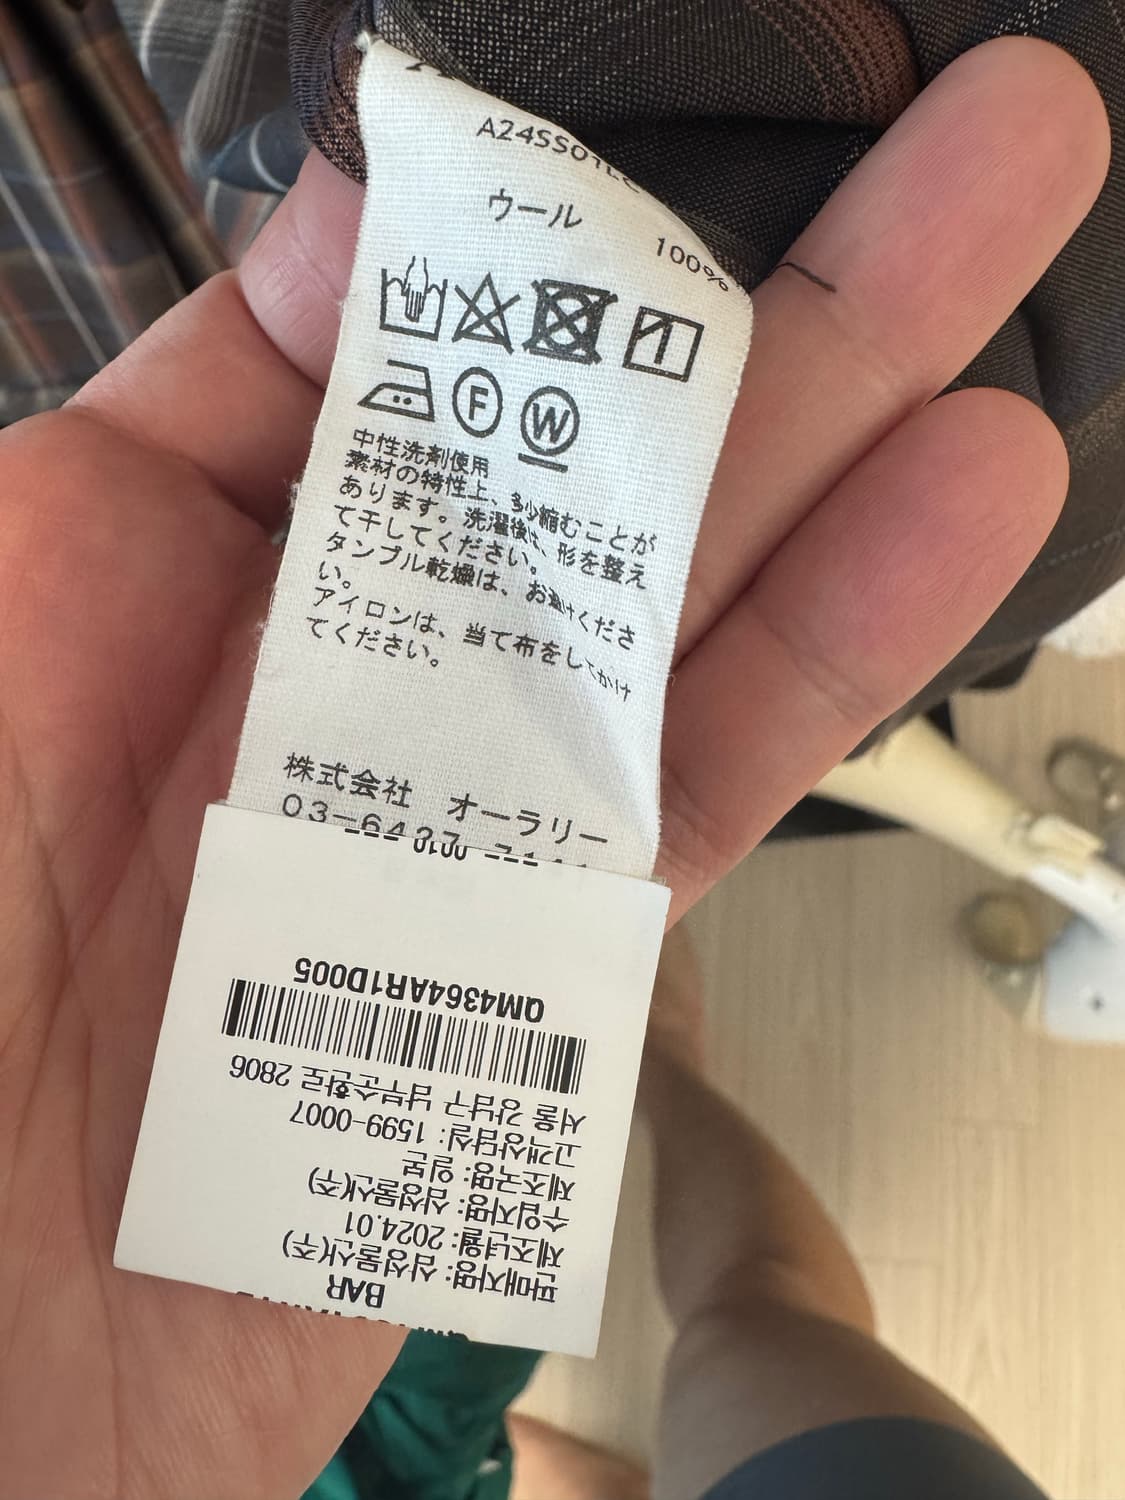 ウール
100%
F
W
中性洗剤使用
素材の特性上、多少縮むことが
あります。洗濯後は、形を整え
て干してください。
タンブル乾燥は、お避けくださ
い。
アイロンは、当て布をしてかけ
てください。
株式会社 オーラリー
BAR
판매자명: 삼성물산(주)
제조년월: 2024.01
수입자명: 삼성물산(주)
제조국명: 일본
고객상담실: 1599-0007
서울 강남구 남부순환로 2806
QM4364AR1D005